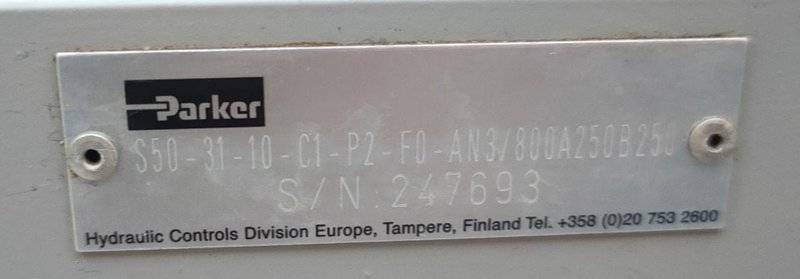 Parker
S50-31-10-C1-P2-F0-AN3/800A250B250
S/N:247693
Hydraulic Controls Division Europe, Tampere, Finland Tel. +358 (0)20 753 2600